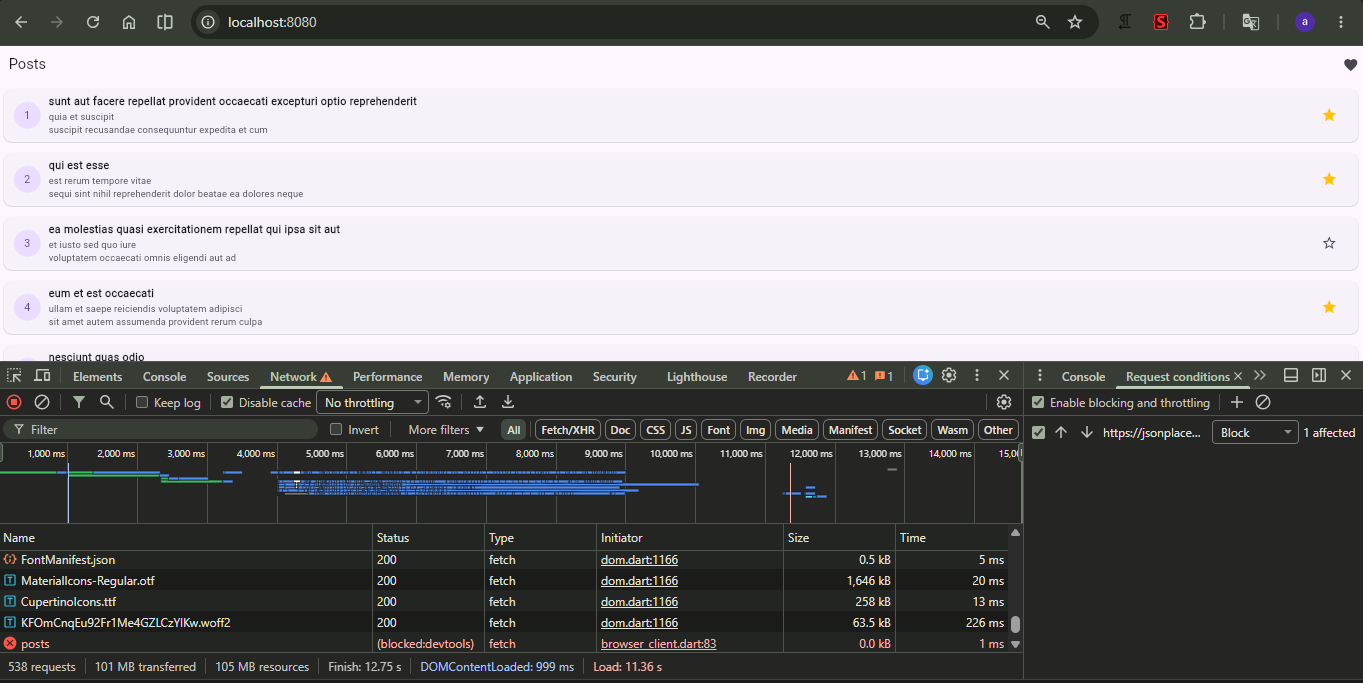 localhost:8080
a
Posts
1
sunt aut facere repellat provident occaecati excepturi optio reprehenderit
quia et suscipit
suscipit recusandae consequuntur expedita et cum
2
qui est esse
est rerum tempore vitae
sequi sint nihil reprehenderit dolor beatae ea dolores neque
3
ea molestias quasi exercitationem repellat qui ipsa sit aut
et iusto sed quo iure
voluptatem occaecati omnis eligendi aut ad
4
eum et est occaecati
ullam et saepe reiciendis voluptatem adipisci
sit amet autem assumenda provident rerum culpa
nesciunt quas odio
Elements Console Sources Network Performance Memory Application Security Lighthouse Recorder 1 1
Keep log Disable cache No throttling
Filter Invert More filters All Fetch/XHR Doc CSS JS Font Img Media Manifest Socket Wasm Other
1,000 ms 2,000 ms 3,000 ms 4,000 ms 5,000 ms 6,000 ms 7,000 ms 8,000 ms 9,000 ms 10,000 ms 11,000 ms 12,000 ms 13,000 ms 14,000 ms 15,0
Name Status Type Initiator Size Time
FontManifest.json 200 fetch dom.dart:1166 0.5 kB 5 ms
MaterialIcons-Regular.otf 200 fetch dom.dart:1166 1,646 kB 20 ms
CupertinoIcons.ttf 200 fetch dom.dart:1166 258 kB 13 ms
KFOmCnqEu92Fr1Me4GZLCzYlKw.woff2 200 fetch dom.dart:1166 63.5 kB 226 ms
posts (blocked:devtools) fetch browser_client.dart:83 0.0 kB 1 ms
538 requests 101 MB transferred 105 MB resources Finish: 12.75 s DOMContentLoaded: 999 ms Load: 11.36 s
Console Request conditions
Enable blocking and throttling
https://jsonplace... Block 1 affected